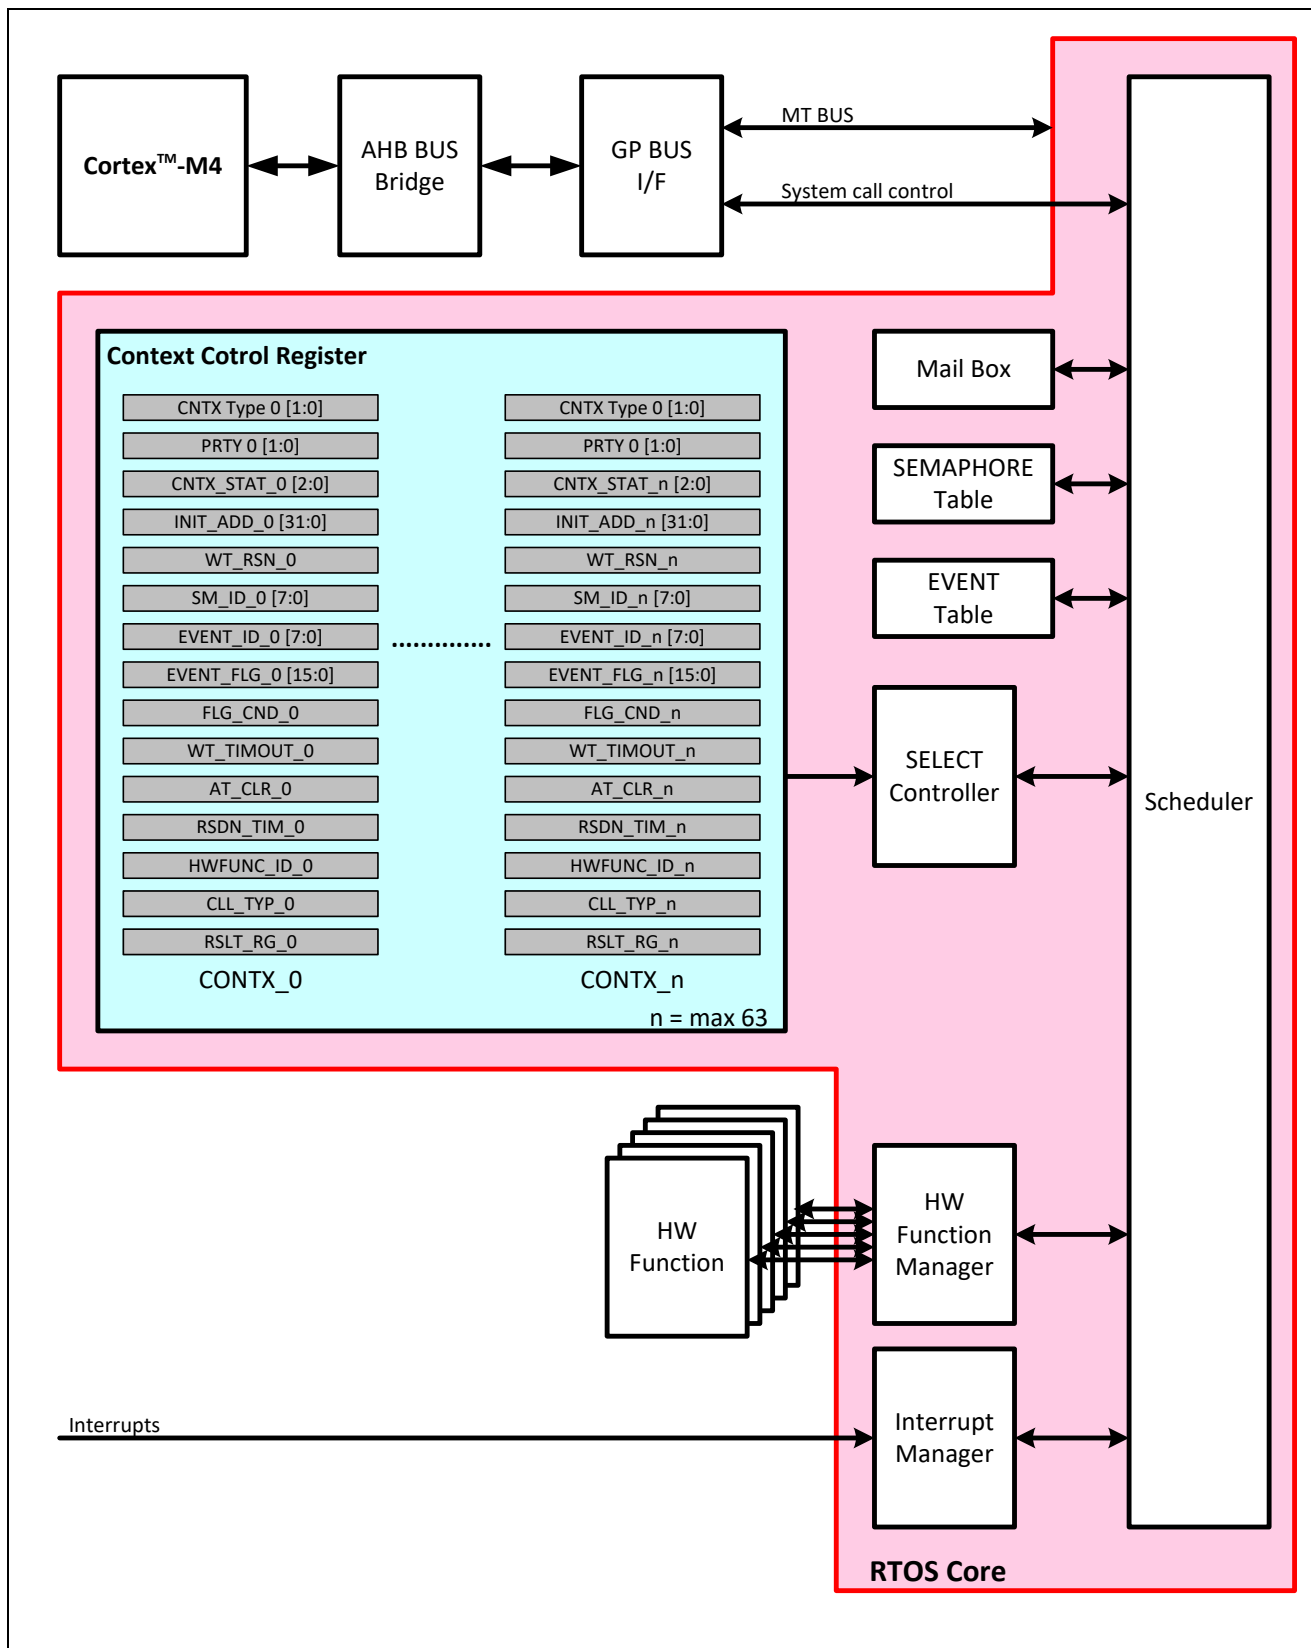 Cortex™-M4
AHB BUS
Bridge
GP BUS
I/F
MT BUS
System call control
Context Cotrol Register
CNTX Type 0 [1:0]
PRTY 0 [1:0]
CNTX_STAT_0 [2:0]
INIT_ADD_0 [31:0]
WT_RSN_0
SM_ID_0 [7:0]
EVENT_ID_0 [7:0]
EVENT_FLG_0 [15:0]
FLG_CND_0
WT_TIMOUT_0
AT_CLR_0
RSDN_TIM_0
HWFUNC_ID_0
CLL_TYP_0
RSLT_RG_0
CONTX_0
..............
CNTX Type 0 [1:0]
PRTY 0 [1:0]
CNTX_STAT_n [2:0]
INIT_ADD_n [31:0]
WT_RSN_n
SM_ID_n [7:0]
EVENT_ID_n [7:0]
EVENT_FLG_n [15:0]
FLG_CND_n
WT_TIMOUT_n
AT_CLR_n
RSDN_TIM_n
HWFUNC_ID_n
CLL_TYP_n
RSLT_RG_n
CONTX_n
n = max 63
Mail Box
SEMAPHORE
Table
EVENT
Table
SELECT
Controller
Scheduler
HW
Function
HW
Function
Manager
Interrupts
Interrupt
Manager
RTOS Core